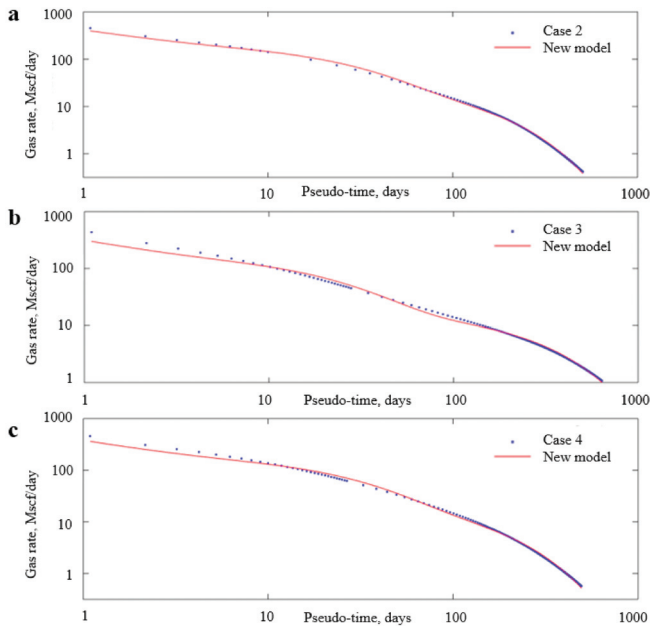 a
1000
100
10
1
Gas rate, Mscf/day
Case 2
New model
1
10
100
1000
Pseudo-time, days
b
1000
100
10
1
Gas rate, Mscf/day
Case 3
New model
1
10
100
1000
Pseudo-time, days
c
1000
100
10
1
Gas rate, Mscf/day
Case 4
New model
1
10
100
1000
Pseudo-time, days